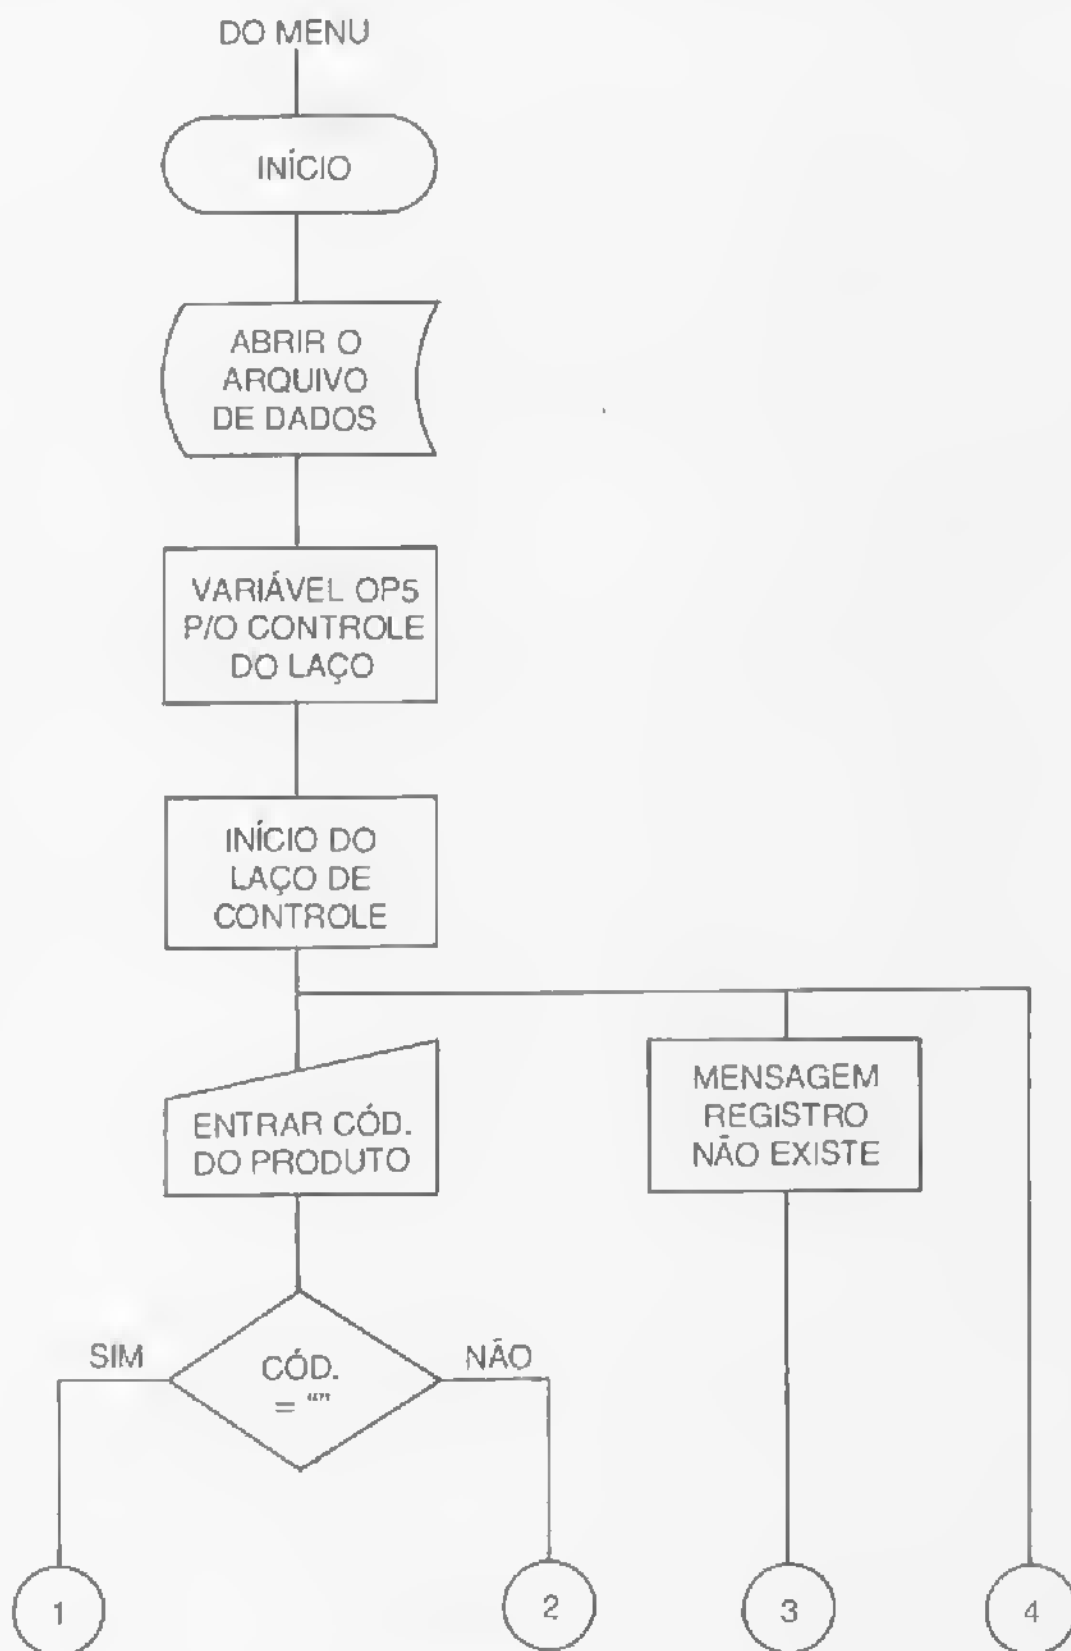 DO MENU
INÍCIO
ABRIR O
ARQUIVO
DE DADOS
VARIÁVEL OP5
P/O CONTROLE
DO LAÇO
INÍCIO DO
LAÇO DE
CONTROLE
ENTRAR CÓD.
DO PRODUTO
MENSAGEM
REGISTRO
NÃO EXISTE
SIM
CÓD.
= “”
NÃO
1
2
3
4